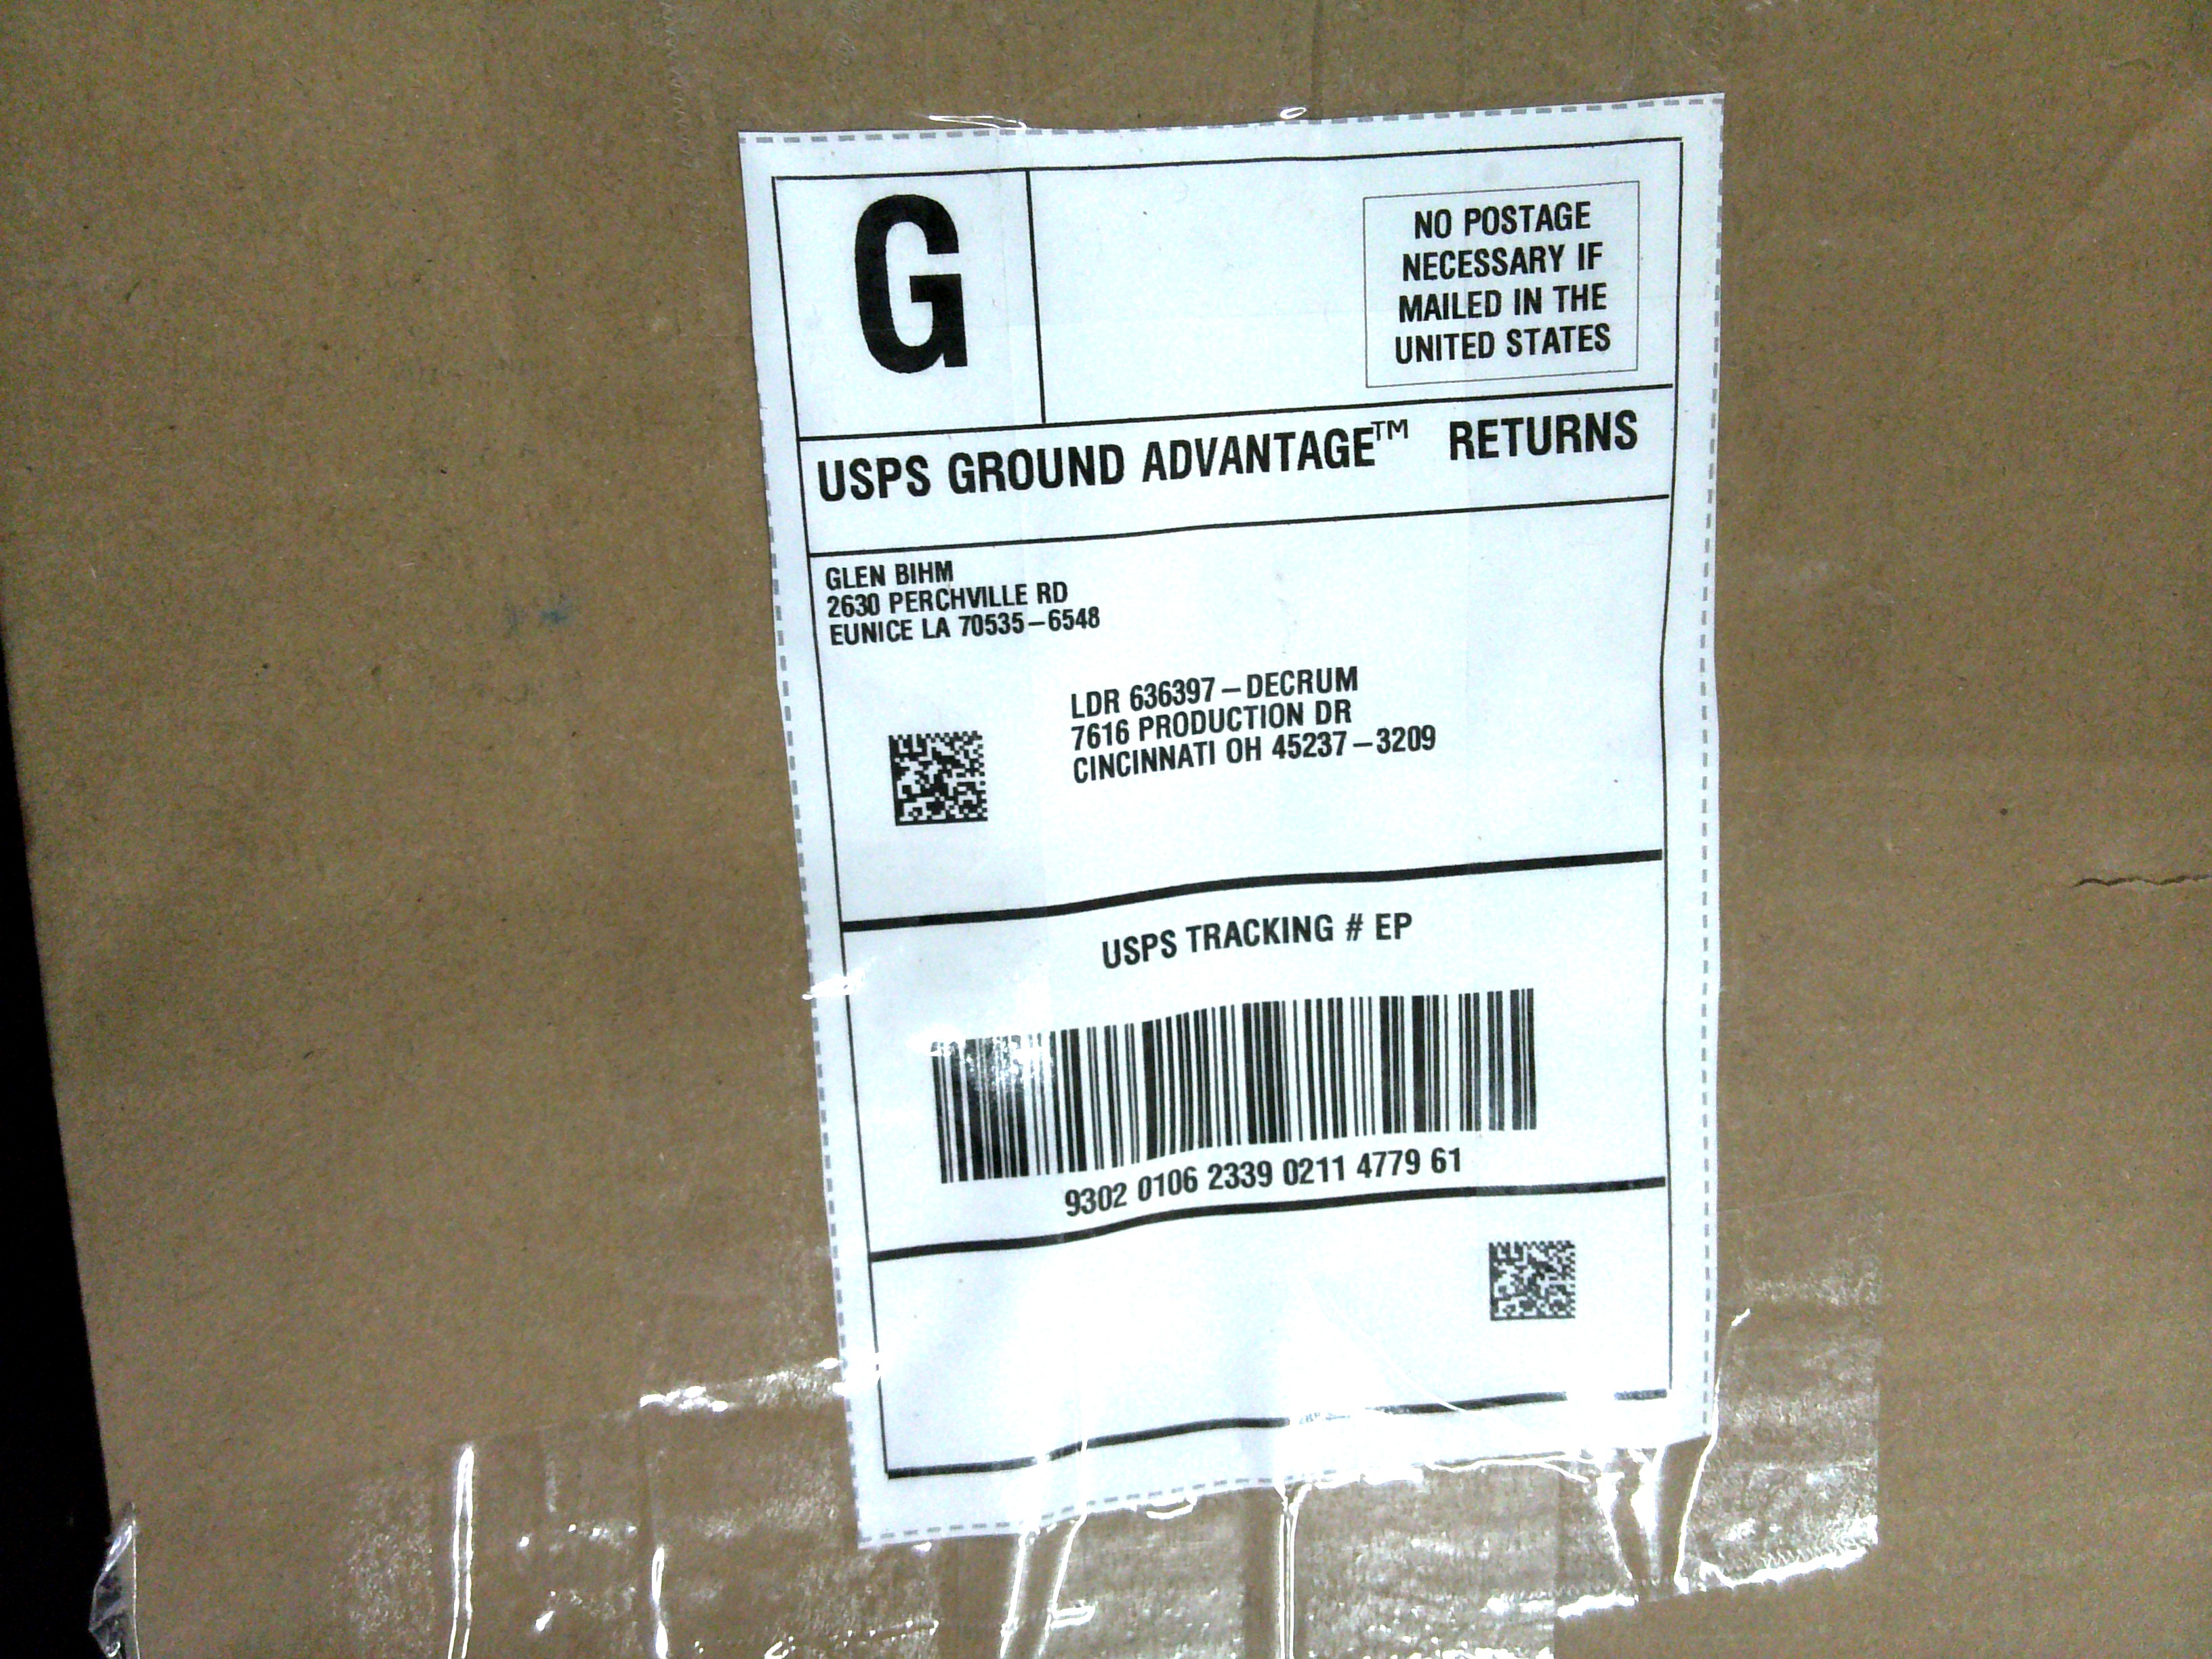 G
NO POSTAGE
NECESSARY IF
MAILED IN THE
UNITED STATES
USPS GROUND ADVANTAGE™ RETURNS
GLEN BIHM
2630 PERCHVILLE RD
EUNICE LA 70535-6548
LDR 636397-DECRUM
7616 PRODUCTION DR
CINCINNATI OH 45237-3209
USPS TRACKING # EP
9302 0106 2339 0211 4779 61